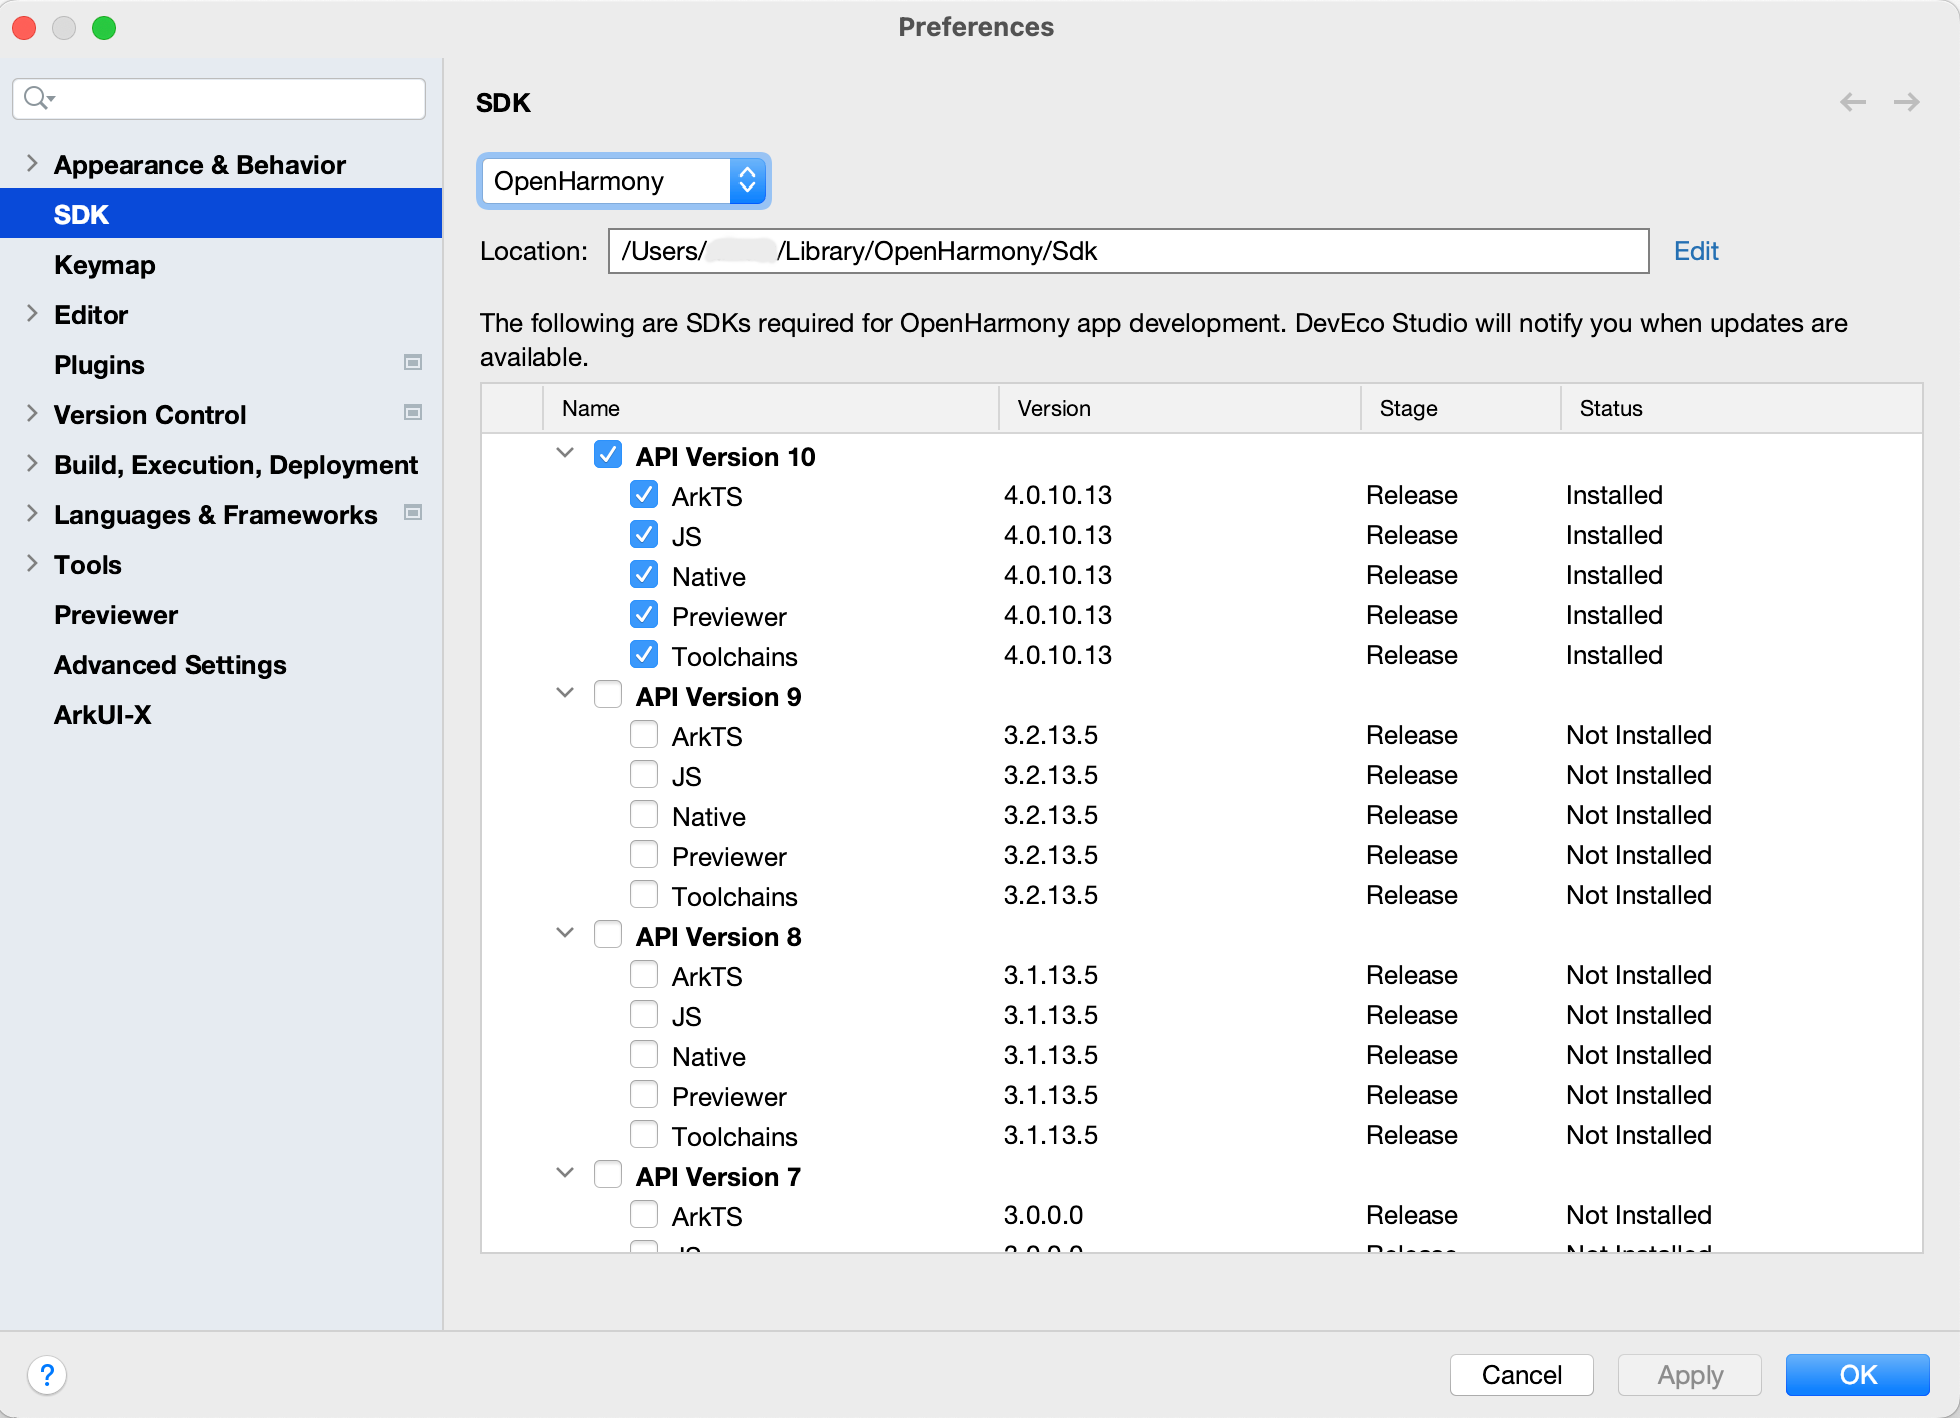 Preferences
SDK
Appearance & Behavior
SDK
Keymap
Editor
Plugins
Version Control
Build, Execution, Deployment
Languages & Frameworks
Tools
Previewer
Advanced Settings
ArkUI-X
OpenHarmony
Location: /Users/ /Library/OpenHarmony/Sdk Edit
The following are SDKs required for OpenHarmony app development. DevEco Studio will notify you when updates are
available.
Name Version Stage Status
API Version 10
ArkTS 4.0.10.13 Release Installed
JS 4.0.10.13 Release Installed
Native 4.0.10.13 Release Installed
Previewer 4.0.10.13 Release Installed
Toolchains 4.0.10.13 Release Installed
API Version 9
ArkTS 3.2.13.5 Release Not Installed
JS 3.2.13.5 Release Not Installed
Native 3.2.13.5 Release Not Installed
Previewer 3.2.13.5 Release Not Installed
Toolchains 3.2.13.5 Release Not Installed
API Version 8
ArkTS 3.1.13.5 Release Not Installed
JS 3.1.13.5 Release Not Installed
Native 3.1.13.5 Release Not Installed
Previewer 3.1.13.5 Release Not Installed
Toolchains 3.1.13.5 Release Not Installed
API Version 7
ArkTS 3.0.0.0 Release Not Installed
JS 3.0.0.0 Release Not Installed
? Cancel Apply OK